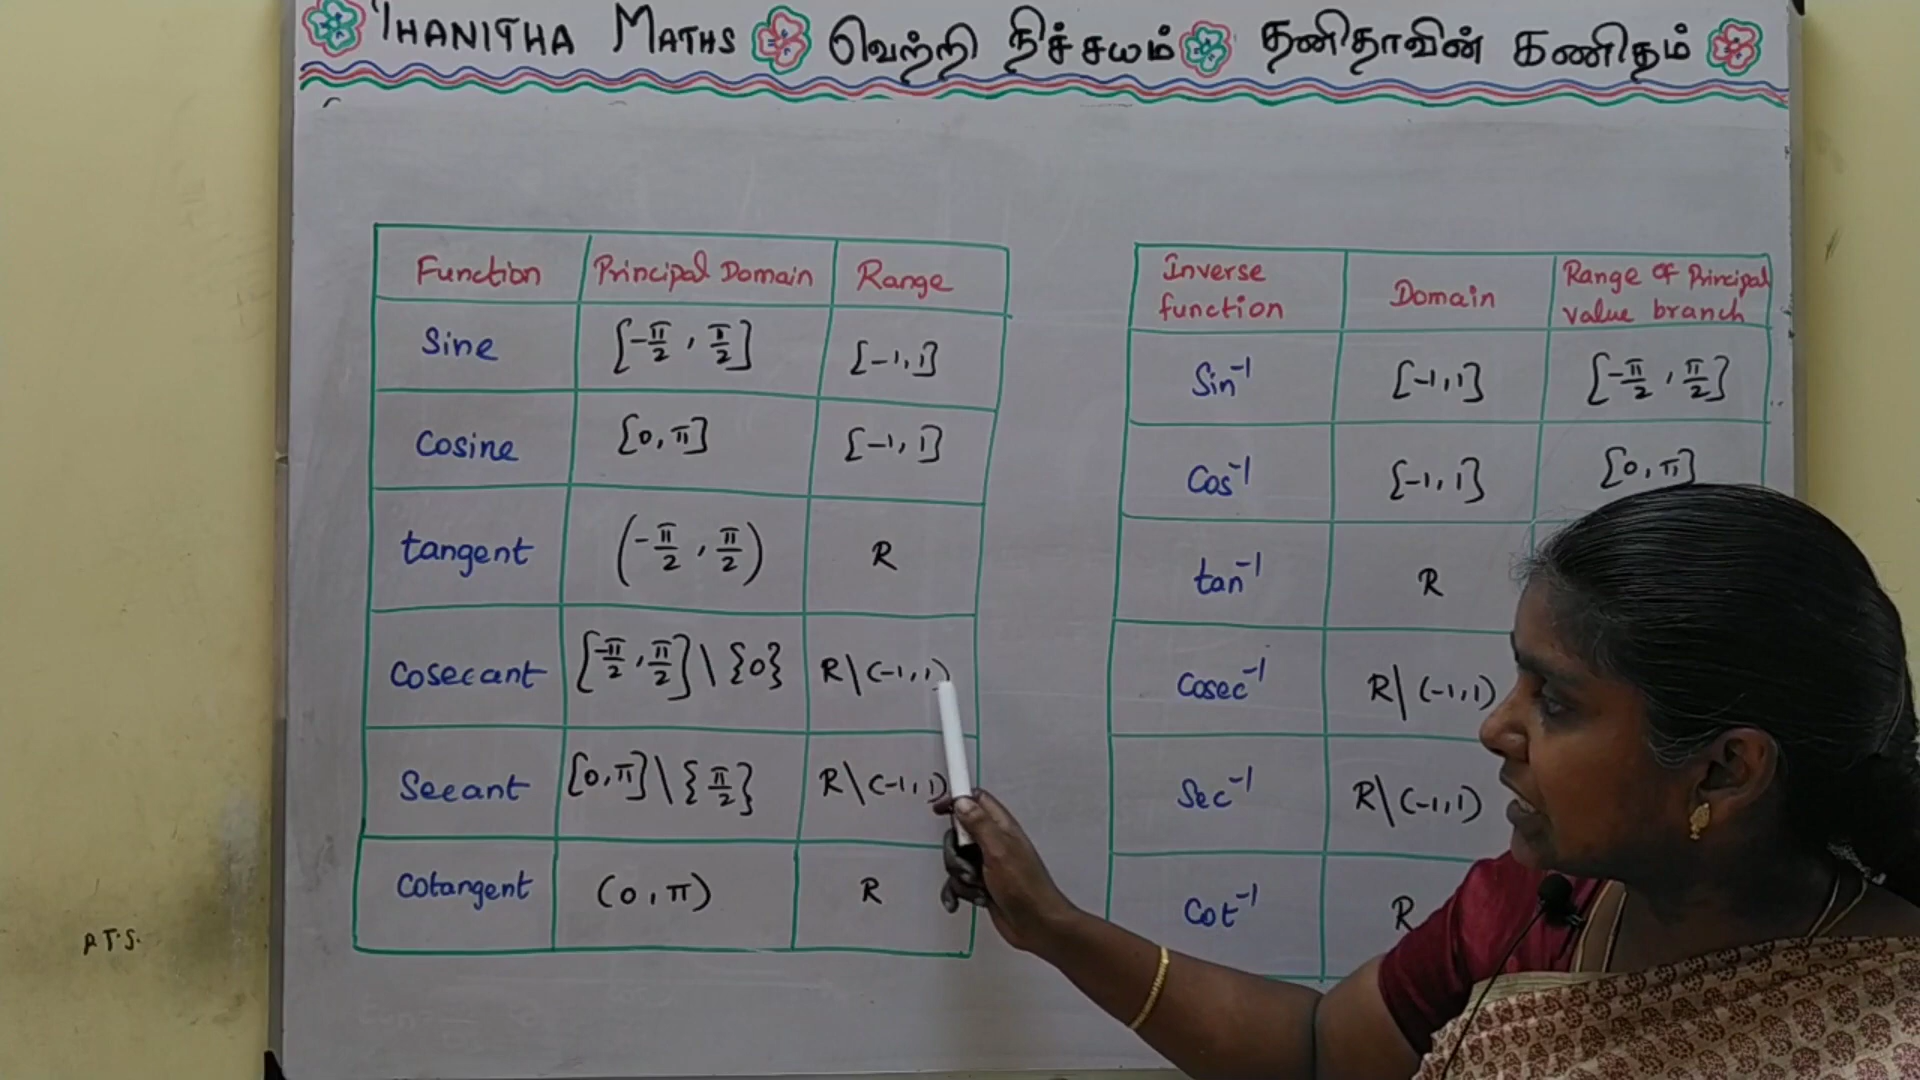 THANITHA MATHS வெற்றி நிச்சயம் தனிதாவின் கணிதம்
Function Principal Domain Range
Sine [-π/2, π/2] [-1,1]
Cosine [0, π] [-1, 1]
tangent (-π/2, π/2) R
Cosecant [-π/2, π/2] \ {0} R\(-1,1)
Secant [0,π] \ {π/2} R\(-1,1)
Cotangent (0, π) R
Inverse function Domain Range of Principal value branch
Sin⁻¹ [-1,1] [-π/2, π/2]
Cos⁻¹ [-1, 1] [0, π]
tan⁻¹ R
Cosec⁻¹ R\(-1,1)
Sec⁻¹ R\(-1,1)
Cot⁻¹ R
P.T.S.